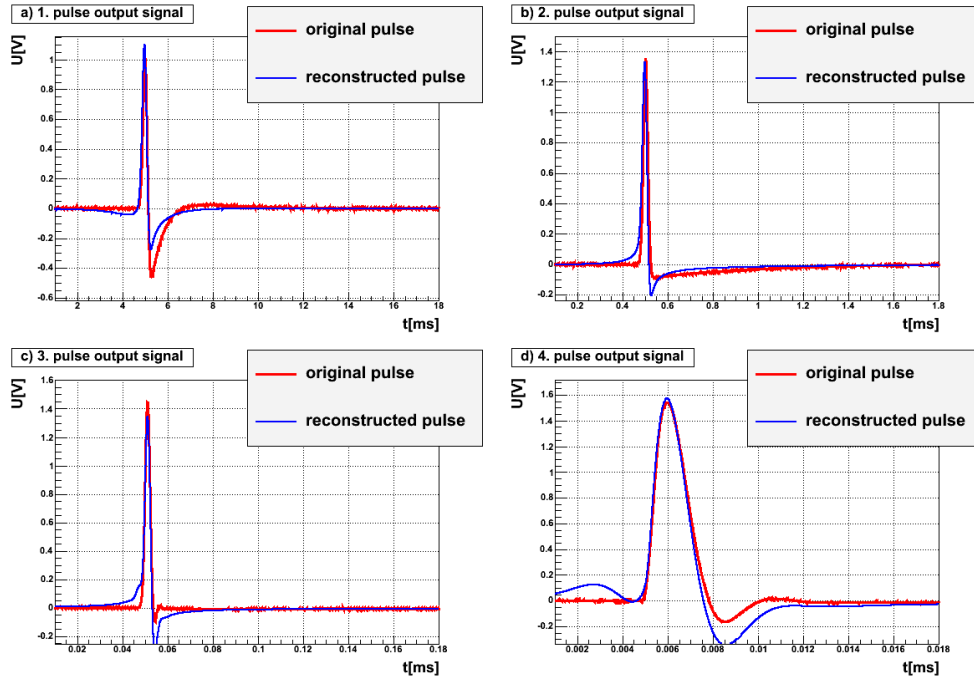 a) 1. pulse output signal
original pulse
reconstructed pulse
U[V]
1
0.8
0.6
0.4
0.2
0
-0.2
-0.4
-0.6
2 4 6 8 10 12 14 16 18
t[ms]
b) 2. pulse output signal
original pulse
reconstructed pulse
U[V]
1.4
1.2
1
0.8
0.6
0.4
0.2
0
-0.2
0.2 0.4 0.6 0.8 1.0 1.2 1.4 1.6 1.8
t[ms]
c) 3. pulse output signal
original pulse
reconstructed pulse
U[V]
1.6
1.4
1.2
1
0.8
0.6
0.4
0.2
0
-0.2
0.02 0.04 0.06 0.08 0.1 0.12 0.14 0.16 0.18
t[ms]
d) 4. pulse output signal
original pulse
reconstructed pulse
U[V]
1.6
1.4
1.2
1
0.8
0.6
0.4
0.2
0
-0.2
0.002 0.004 0.006 0.008 0.01 0.012 0.014 0.016 0.018
t[ms]